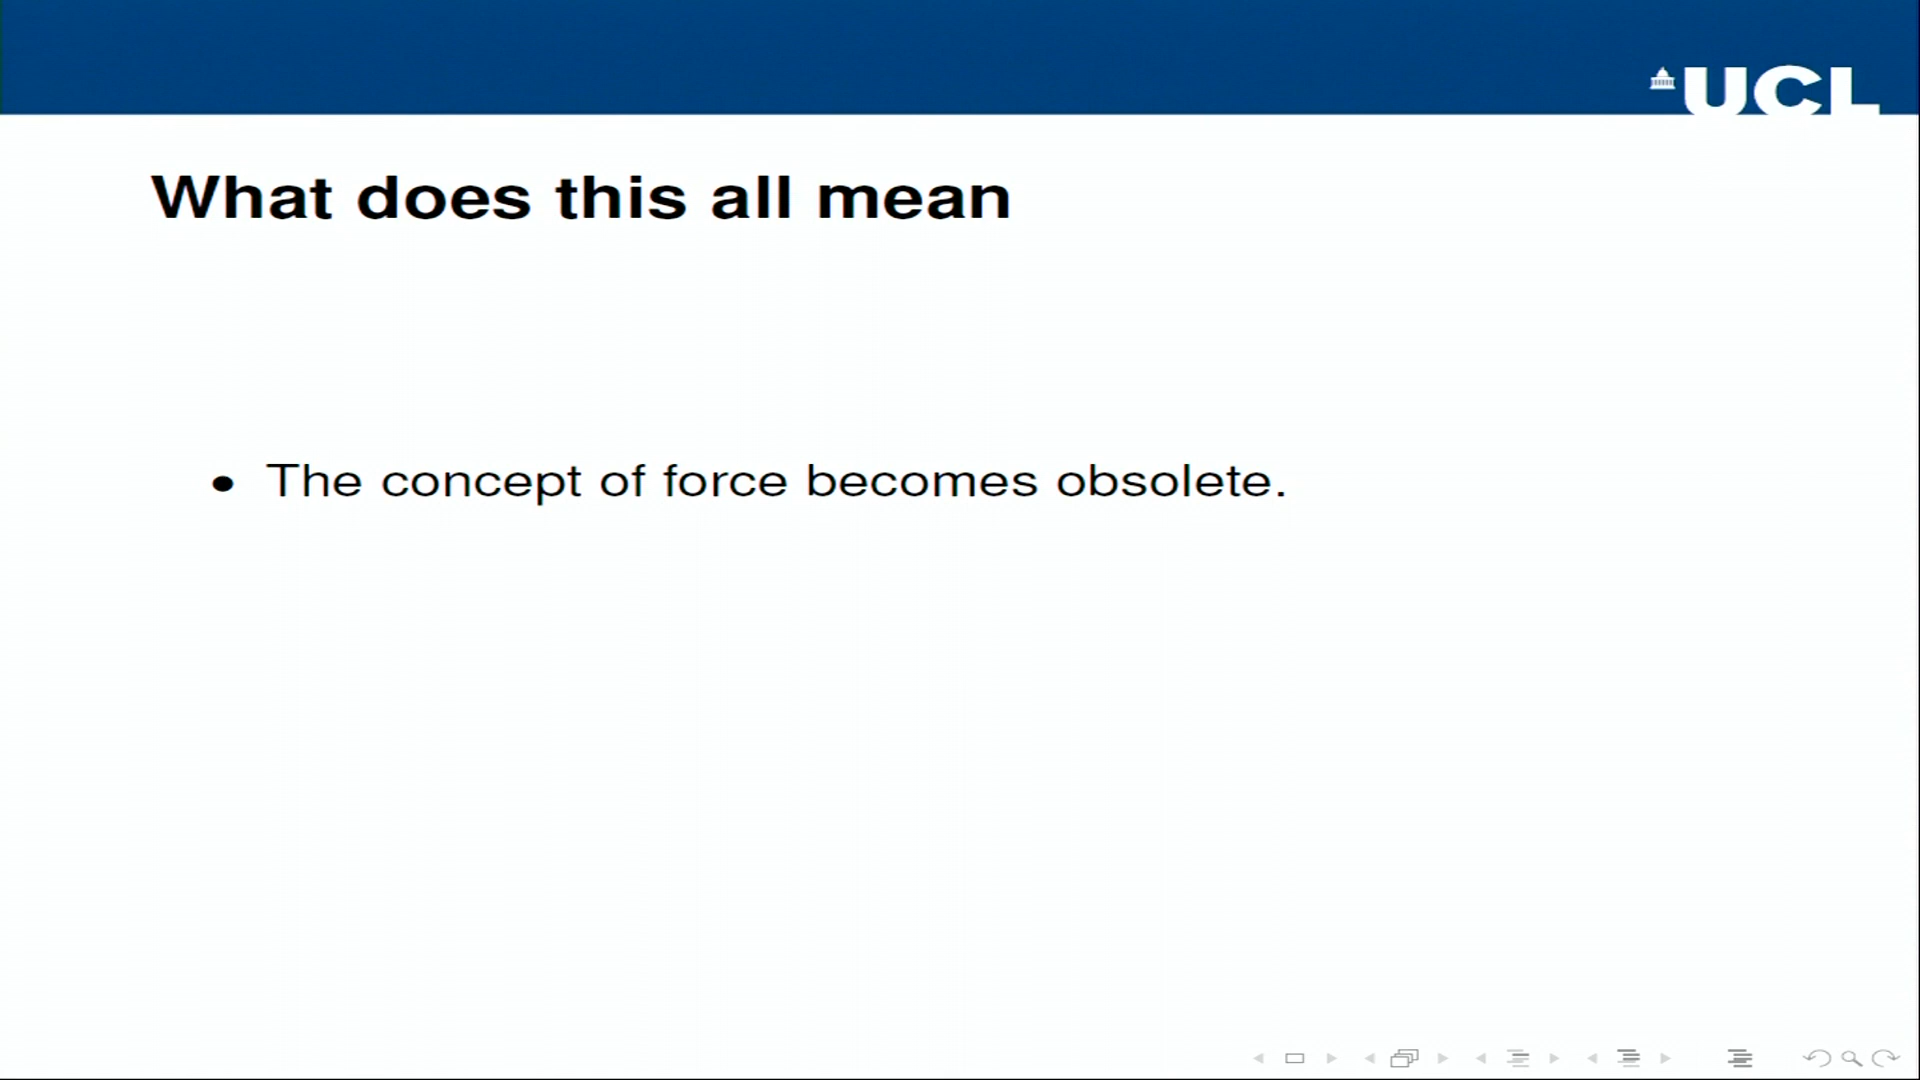 UCL
What does this all mean
• The concept of force becomes obsolete.